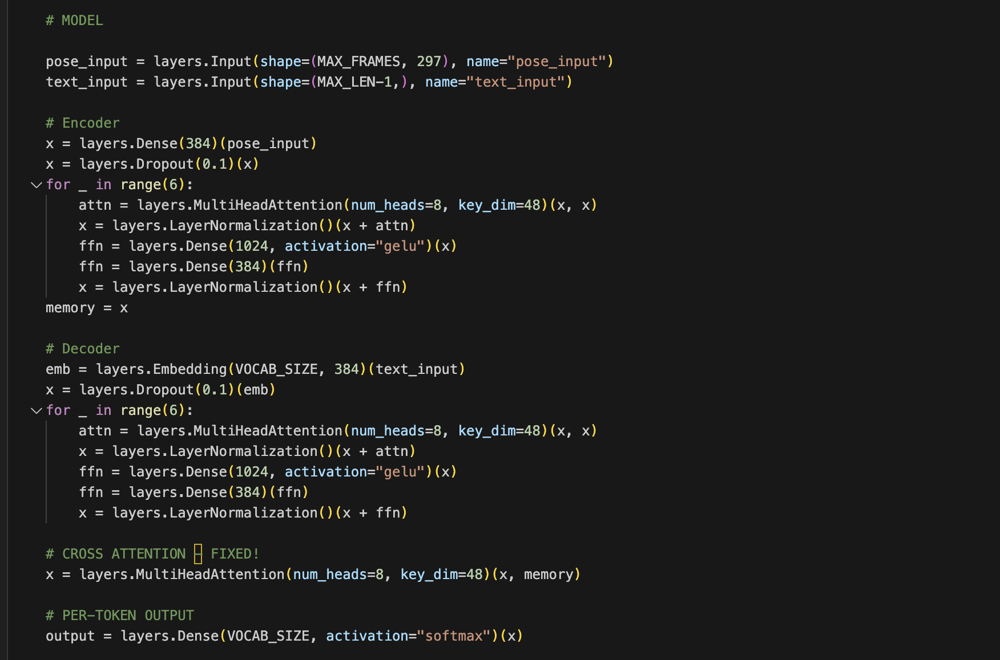 # MODEL
pose_input = layers.Input(shape=(MAX_FRAMES, 297), name="pose_input")
text_input = layers.Input(shape=(MAX_LEN-1,), name="text_input")
# Encoder
x = layers.Dense(384)(pose_input)
x = layers.Dropout(0.1)(x)
for _ in range(6):
    attn = layers.MultiHeadAttention(num_heads=8, key_dim=48)(x, x)
    x = layers.LayerNormalization()(x + attn)
    ffn = layers.Dense(1024, activation="gelu")(x)
    ffn = layers.Dense(384)(ffn)
    x = layers.LayerNormalization()(x + ffn)
memory = x
# Decoder
emb = layers.Embedding(VOCAB_SIZE, 384)(text_input)
x = layers.Dropout(0.1)(emb)
for _ in range(6):
    attn = layers.MultiHeadAttention(num_heads=8, key_dim=48)(x, x)
    x = layers.LayerNormalization()(x + attn)
    ffn = layers.Dense(1024, activation="gelu")(x)
    ffn = layers.Dense(384)(ffn)
    x = layers.LayerNormalization()(x + ffn)
# CROSS ATTENTION – FIXED!
x = layers.MultiHeadAttention(num_heads=8, key_dim=48)(x, memory)
# PER-TOKEN OUTPUT
output = layers.Dense(VOCAB_SIZE, activation="softmax")(x)